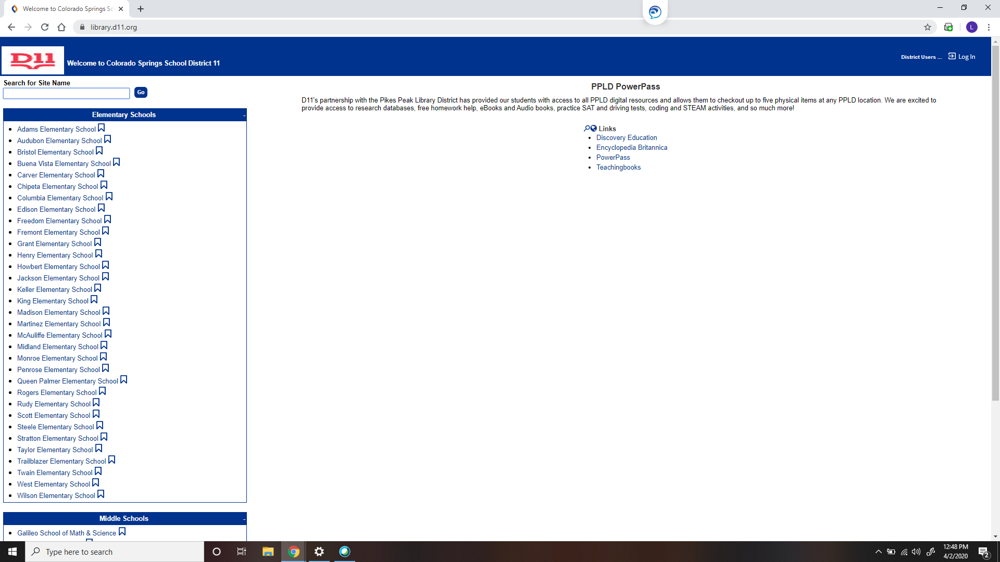 Welcome to Colorado Springs Sc
library.d11.org
L
D11
Welcome to Colorado Springs School District 11
District Users ...
Log In
Search for Site Name
Go
Elementary Schools
-
Adams Elementary School
Audubon Elementary School
Bristol Elementary School
Buena Vista Elementary School
Carver Elementary School
Chipeta Elementary School
Columbia Elementary School
Edison Elementary School
Freedom Elementary School
Fremont Elementary School
Grant Elementary School
Henry Elementary School
Howbert Elementary School
Jackson Elementary School
Keller Elementary School
King Elementary School
Madison Elementary School
Martinez Elementary School
McAuliffe Elementary School
Midland Elementary School
Monroe Elementary School
Penrose Elementary School
Queen Palmer Elementary School
Rogers Elementary School
Rudy Elementary School
Scott Elementary School
Steele Elementary School
Stratton Elementary School
Taylor Elementary School
Trailblazer Elementary School
Twain Elementary School
West Elementary School
Wilson Elementary School
Middle Schools
-
Galileo School of Math & Science
PPLD PowerPass
D11's partnership with the Pikes Peak Library District has provided our students with access to all PPLD digital resources and allows them to checkout up to five physical items at any PPLD location. We are excited to
provide access to research databases, free homework help, eBooks and Audio books, practice SAT and driving tests, coding and STEAM activities, and so much more!
Links
Discovery Education
Encyclopedia Britannica
PowerPass
Teachingbooks
Type here to search
12:48 PM
4/2/2020
2